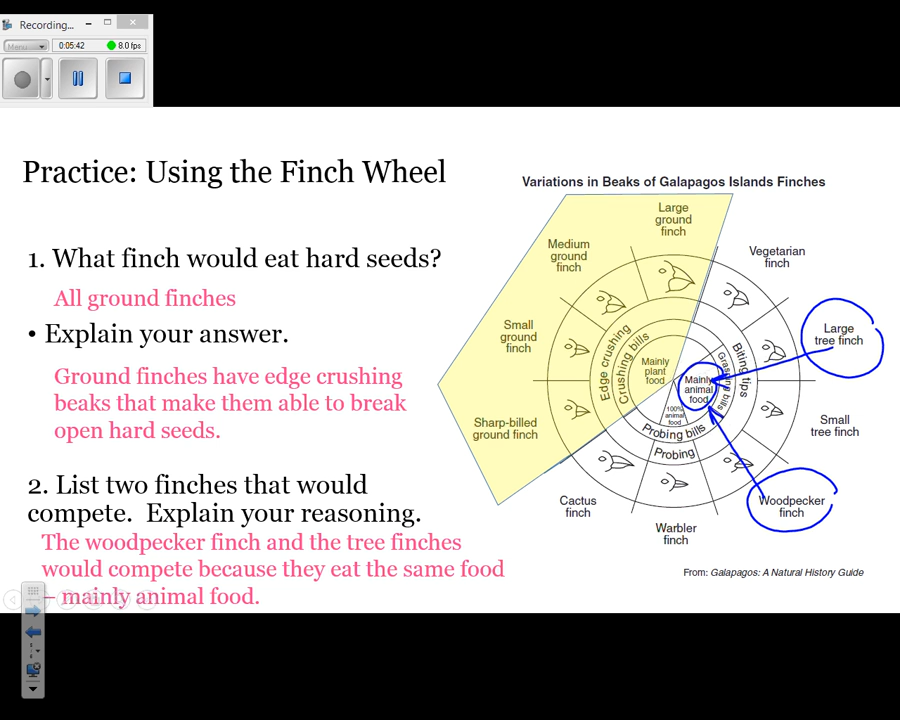 Recording...
Menu
0:05:42
8.0 fps
Practice: Using the Finch Wheel
1. What finch would eat hard seeds?
All ground finches
• Explain your answer.
Ground finches have edge crushing
beaks that make them able to break
open hard seeds.
2. List two finches that would
compete. Explain your reasoning.
The woodpecker finch and the tree finches
would compete because they eat the same food
– mainly animal food.
Variations in Beaks of Galapagos Islands Finches
Large
ground
finch
Vegetarian
finch
Medium
ground
finch
Large
tree finch
Small
ground
finch
Small
tree finch
Sharp-billed
ground finch
Woodpecker
finch
Cactus
finch
Warbler
finch
Edge crushing
Crushing bills
Mainly
plant
food
Mainly
animal
food
100%
animal
food
Grasping bills
Biting tips
Probing bills
Probing
From: Galapagos: A Natural History Guide